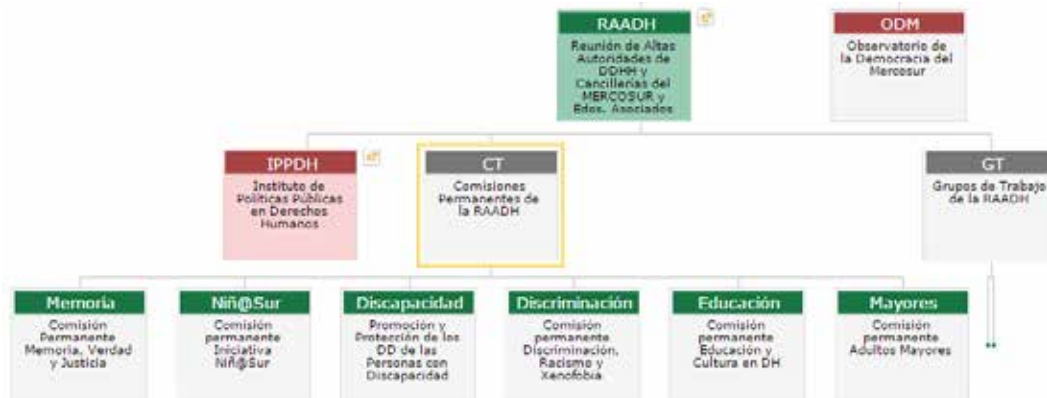 RAADH
Reunión de Altas
Autoridades de
DDHH y
Cancillerías del
MERCOSUR y
Edos. Asociados
ODM
Observatorio de
la Democracia del
Mercosur
IPPDH
Instituto de
Políticas Públicas
en Derechos
Humanos
CT
Comisiones
Permanentes de
la RAADH
GT
Grupos de Trabajo
de la RAADH
Memoria
Comisión
Permanente
Memoria, Verdad
y Justicia
Niñ@Sur
Comisión
permanente
Iniciativa
Niñ@Sur
Discapacidad
Promoción y
Protección de los
DD de las
Personas con
Discapacidad
Discriminación
Comisión
permanente
Discriminación,
Racismo y
Xenofobia
Educación
Comisión
permanente
Educación y
Cultura en DH
Mayores
Comisión
permanente
Adultos Mayores